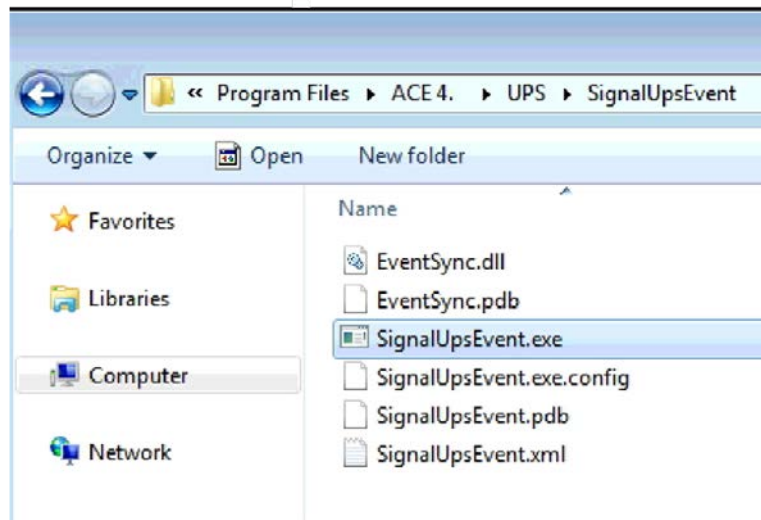 « Program Files ▸ ACE 4. ▸ UPS ▸ SignalUpsEvent
Organize ▾ Open New folder
Favorites
Libraries
Computer
Network
Name
EventSync.dll
EventSync.pdb
SignalUpsEvent.exe
SignalUpsEvent.exe.config
SignalUpsEvent.pdb
SignalUpsEvent.xml